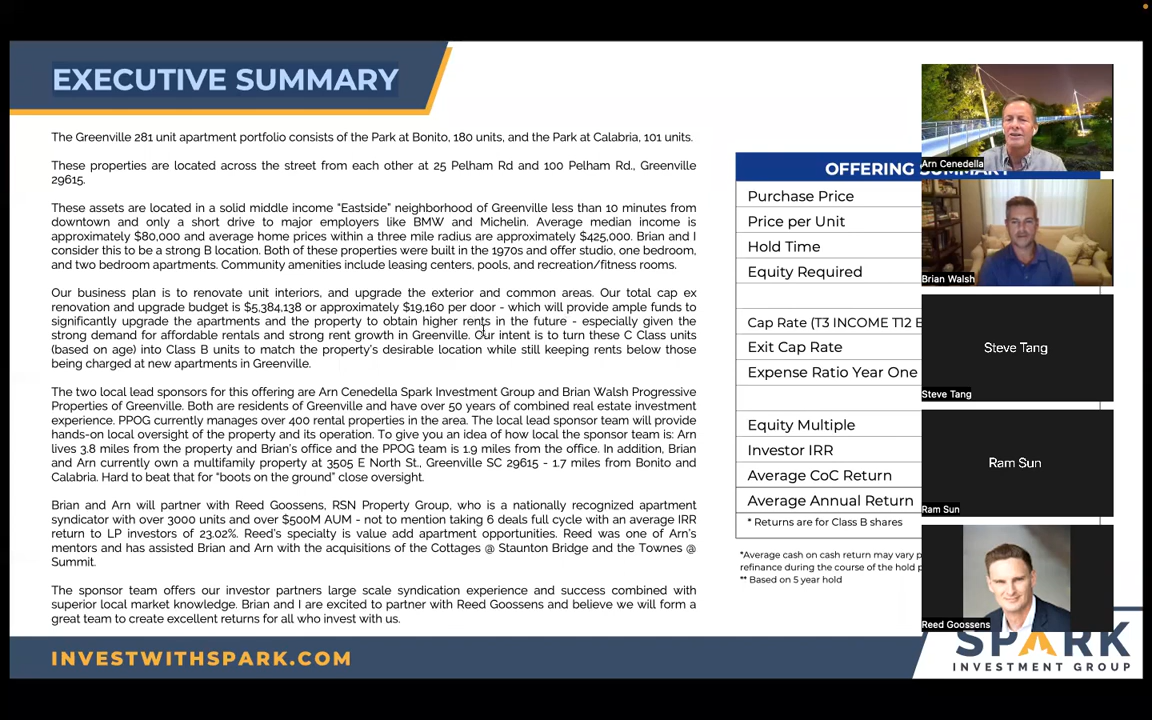 EXECUTIVE SUMMARY
The Greenville 281 unit apartment portfolio consists of the Park at Bonito, 180 units, and the Park at Calabria, 101 units.
These properties are located across the street from each other at 25 Pelham Rd and 100 Pelham Rd., Greenville
29615.
These assets are located in a solid middle income “Eastside” neighborhood of Greenville less than 10 minutes from
downtown and only a short drive to major employers like BMW and Michelin. Average median income is
approximately $80,000 and average home prices within a three mile radius are approximately $425,000. Brian and I
consider this to be a strong B location. Both of these properties were built in the 1970s and offer studio, one bedroom,
and two bedroom apartments. Community amenities include leasing centers, pools, and recreation/fitness rooms.
Our business plan is to renovate unit interiors, and upgrade the exterior and common areas. Our total cap ex
renovation and upgrade budget is $5,384,138 or approximately $19,160 per door - which will provide ample funds to
significantly upgrade the apartments and the property to obtain higher rents in the future - especially given the
strong demand for affordable rentals and strong rent growth in Greenville. Our intent is to turn these C Class units
(based on age) into Class B units to match the property's desirable location while still keeping rents below those
being charged at new apartments in Greenville.
The two local lead sponsors for this offering are Arn Cenedella Spark Investment Group and Brian Walsh Progressive
Properties of Greenville. Both are residents of Greenville and have over 50 years of combined real estate investment
experience. PPOG currently manages over 400 rental properties in the area. The local lead sponsor team will provide
hands-on local oversight of the property and its operation. To give you an idea of how local the sponsor team is: Arn
lives 3.8 miles from the property and Brian's office and the PPOG team is 1.9 miles from the office. In addition, Brian
and Arn currently own a multifamily property at 3505 E North St., Greenville SC 29615 - 1.7 miles from Bonito and
Calabria. Hard to beat that for “boots on the ground” close oversight.
Brian and Arn will partner with Reed Goossens, RSN Property Group, who is a nationally recognized apartment
syndicator with over 3000 units and over $500M AUM - not to mention taking 6 deals full cycle with an average IRR
return to LP investors of 23.02%. Reed's specialty is value add apartment opportunities. Reed was one of Arn's
mentors and has assisted Brian and Arn with the acquisitions of the Cottages @ Staunton Bridge and the Townes @
Summit.
The sponsor team offers our investor partners large scale syndication experience and success combined with
superior local market knowledge. Brian and I are excited to partner with Reed Goossens and believe we will form a
great team to create excellent returns for all who invest with us.
OFFERING
Purchase Price
Price per Unit
Hold Time
Equity Required
Cap Rate (T3 INCOME T12 E
Exit Cap Rate
Expense Ratio Year One
Equity Multiple
Investor IRR
Average CoC Return
Average Annual Return
* Returns are for Class B shares
*Average cash on cash return may vary
refinance during the course of the hold
** Based on 5 year hold
Arn Cenedella
Brian Walsh
Steve Tang
Steve Tang
Ram Sun
Ram Sun
Reed Goossens
INVESTWITHSPARK.COM
SPARK
INVESTMENT GROUP